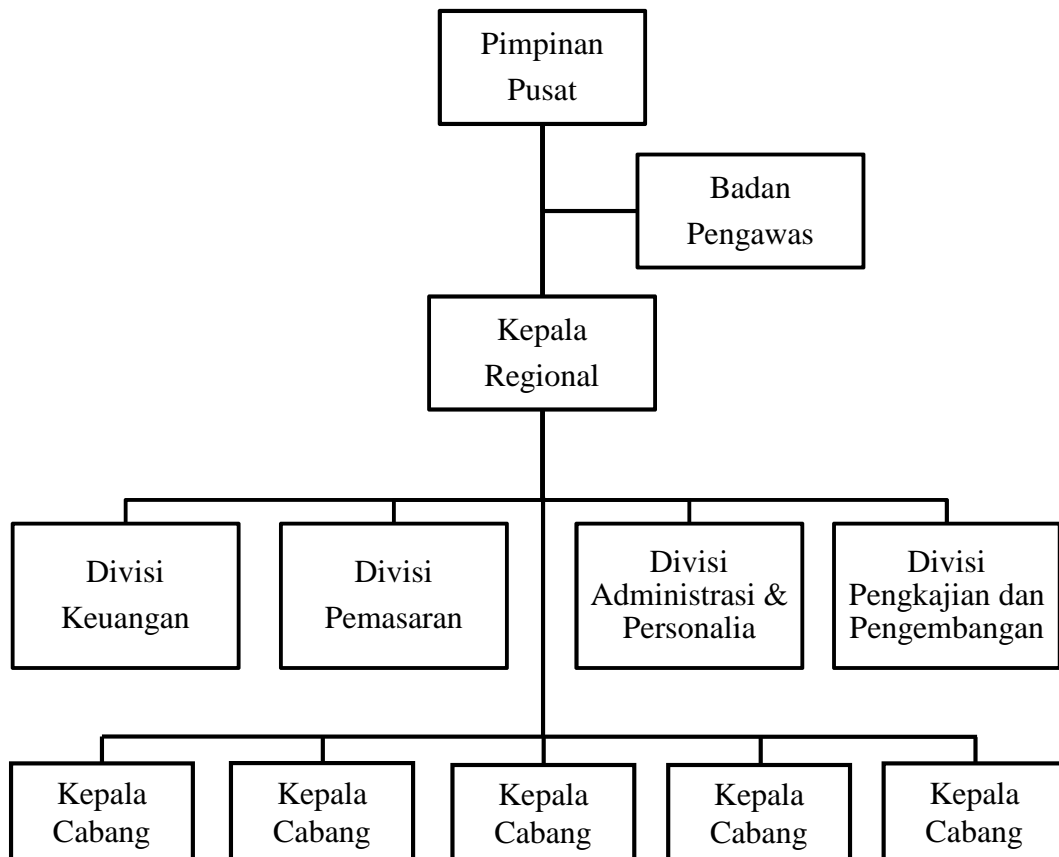 Pimpinan
Pusat
Badan
Pengawas
Kepala
Regional
Divisi
Keuangan
Divisi
Pemasaran
Divisi
Administrasi &
Personalia
Divisi
Pengkajian dan
Pengembangan
Kepala
Cabang
Kepala
Cabang
Kepala
Cabang
Kepala
Cabang
Kepala
Cabang